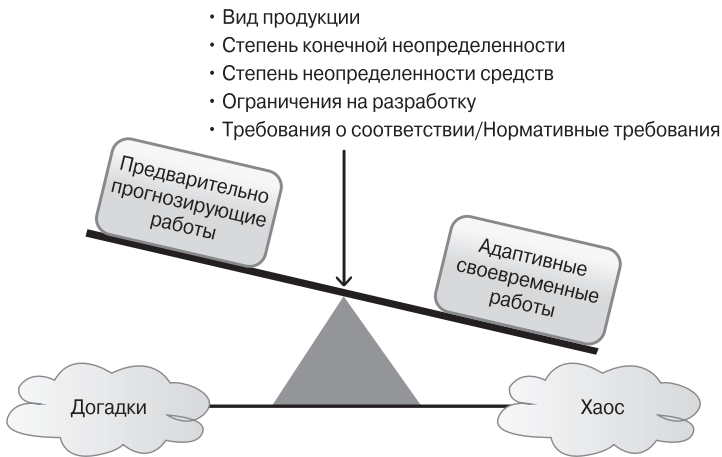 • Вид продукции
• Степень конечной неопределенности
• Степень неопределенности средств
• Ограничения на разработку
• Требования о соответствии/Нормативные требования
Предварительно
прогнозирующие
работы
Адаптивные
своевременные
работы
Догадки
Хаос